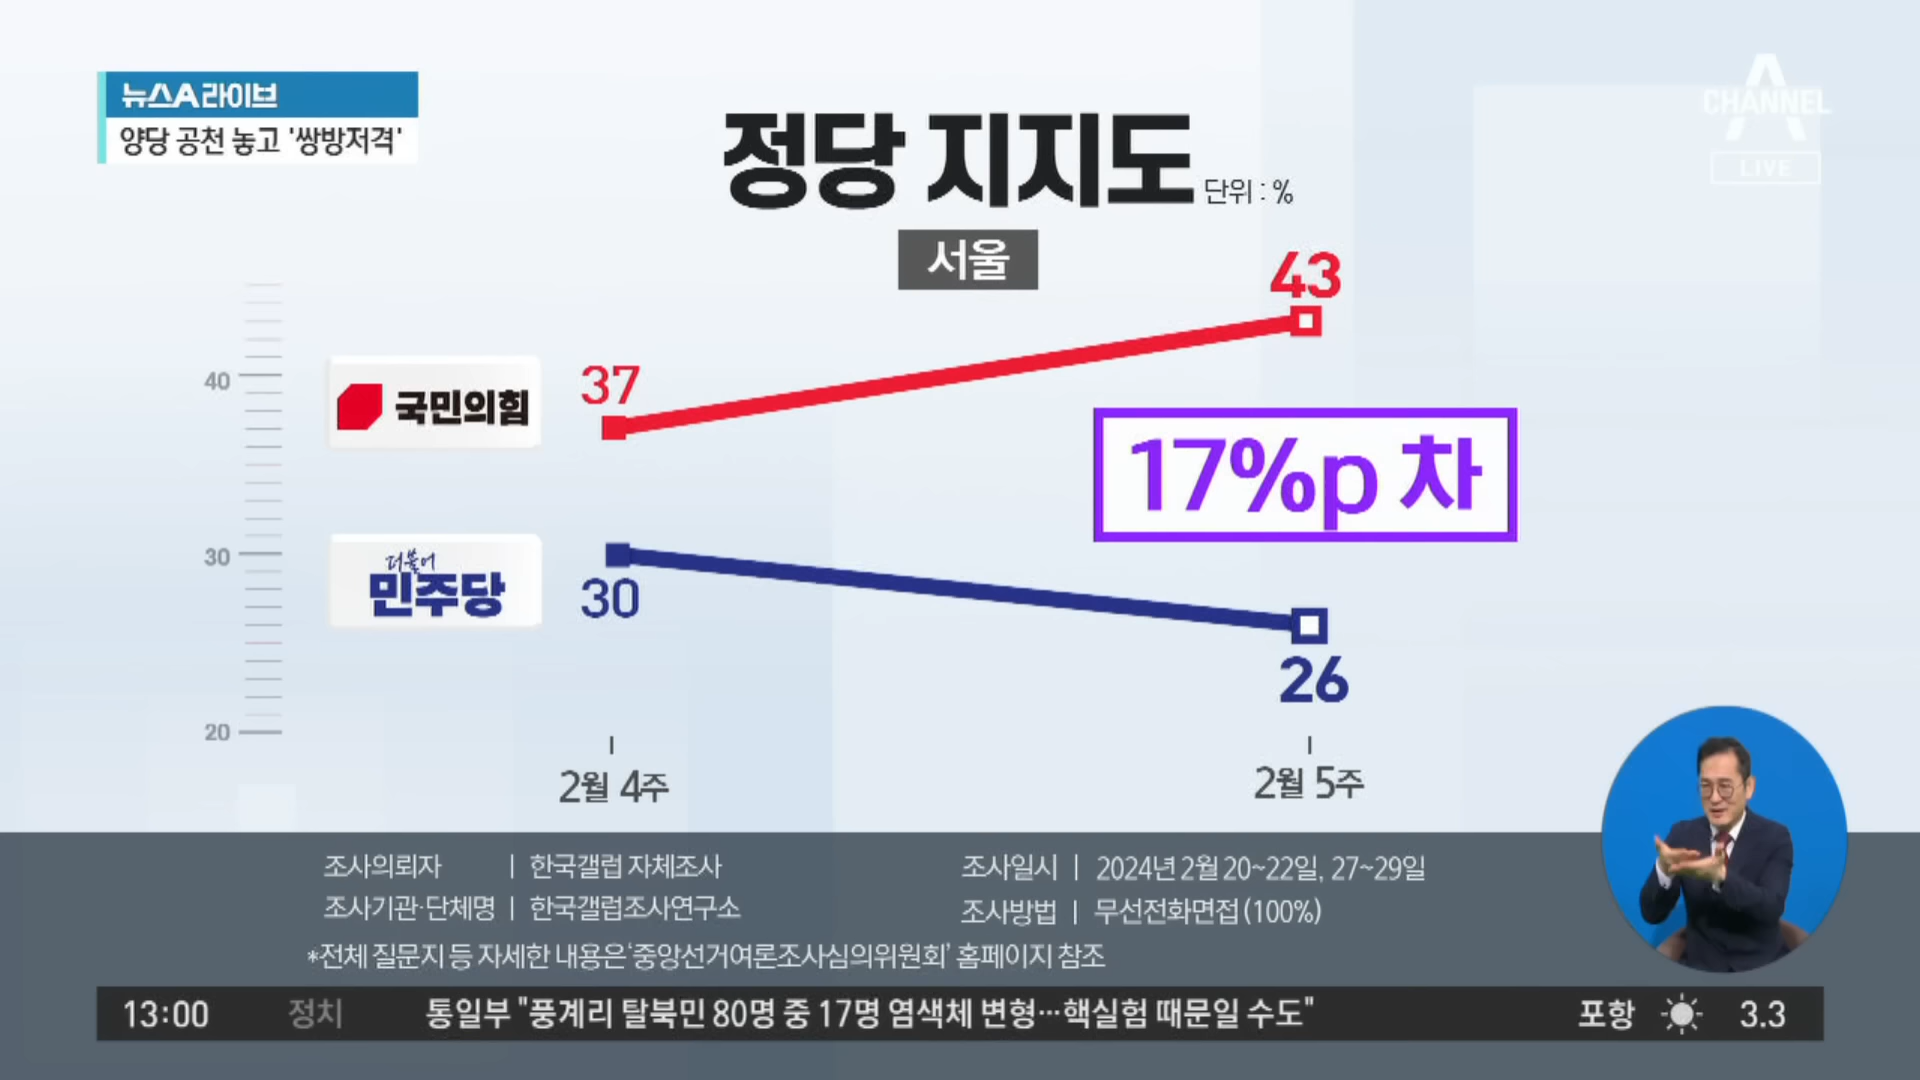 뉴스A라이브
양당 공천 놓고 '쌍방저격'
CHANNEL A
LIVE
정당 지지도 단위 : %
서울
43
37
40
국민의힘
17%p 차
30
더불어
민주당
30
26
20
2월 4주
2월 5주
조사의뢰자 | 한국갤럽 자체조사
조사일시 | 2024년 2월 20~22일, 27~29일
조사기관·단체명 | 한국갤럽조사연구소
조사방법 | 무선전화면접(100%)
*전체 질문지 등 자세한 내용은 '중앙선거여론조사심의위원회' 홈페이지 참조
13:00 정치 통일부 "풍계리 탈북민 80명 중 17명 염색체 변형…핵실험 때문일 수도" 포항 3.3